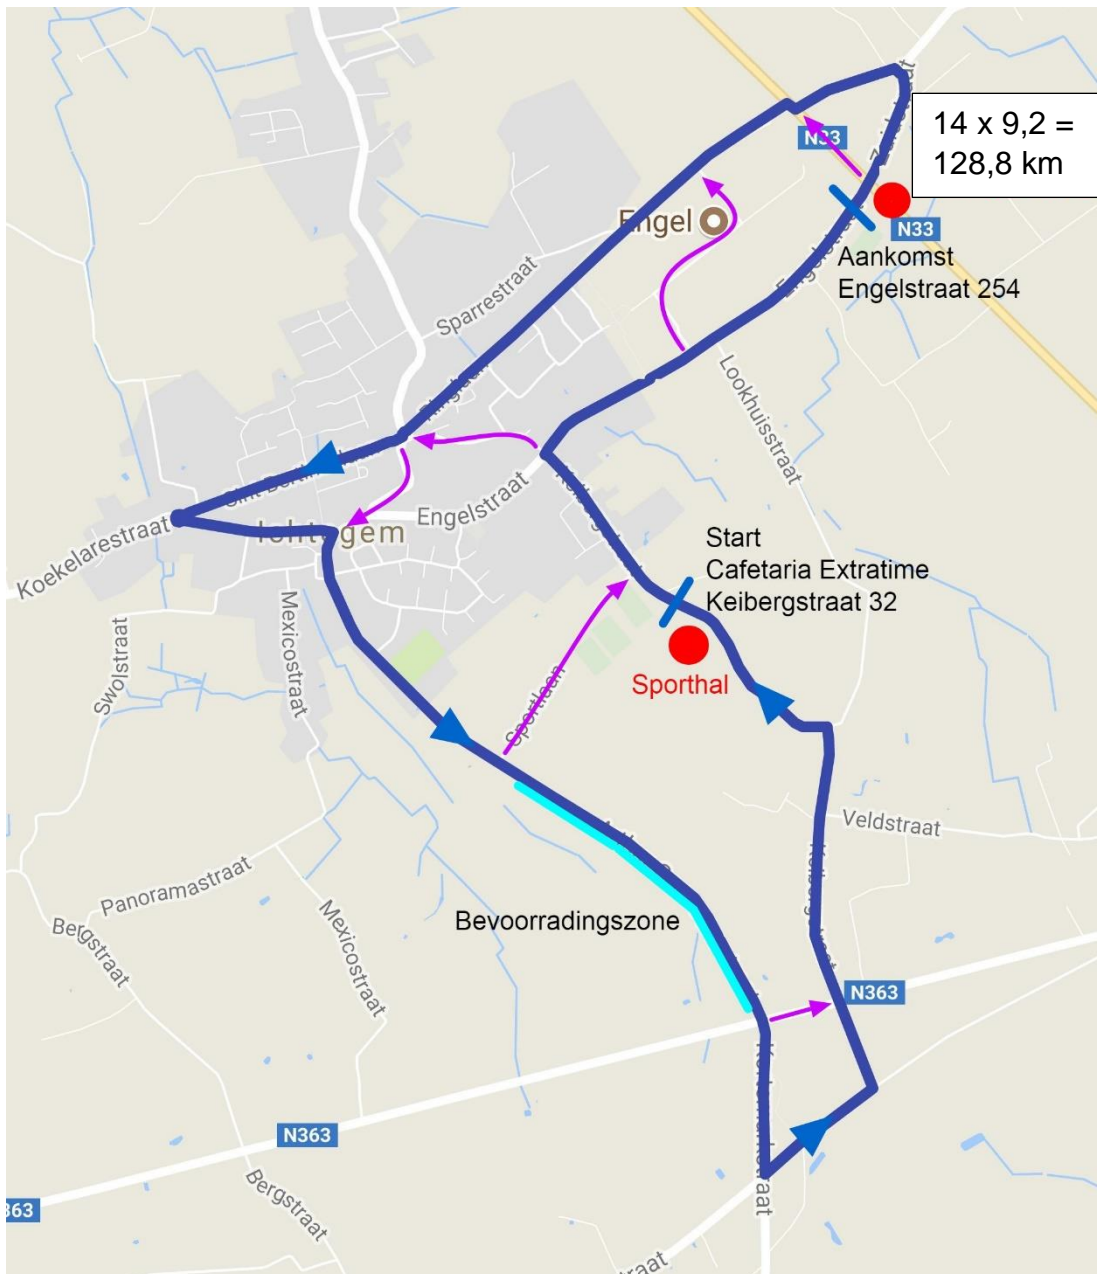 14 x 9,2 =
128,8 km
N33
N33
Engel
Aankomst
Engelstraat 254
Sparrestraat
Lookhuisstraat
Koekelarestraat
Engelstraat
Start
Cafetaria Extratime
Keibergstraat 32
Sporthal
Mexicostraat
Swolstraat
Sportlaan
Veldstraat
Panoramastraat
Bergstraat
Mexicostraat
Bevoorradingszone
N363
N363
Bergstraat
363